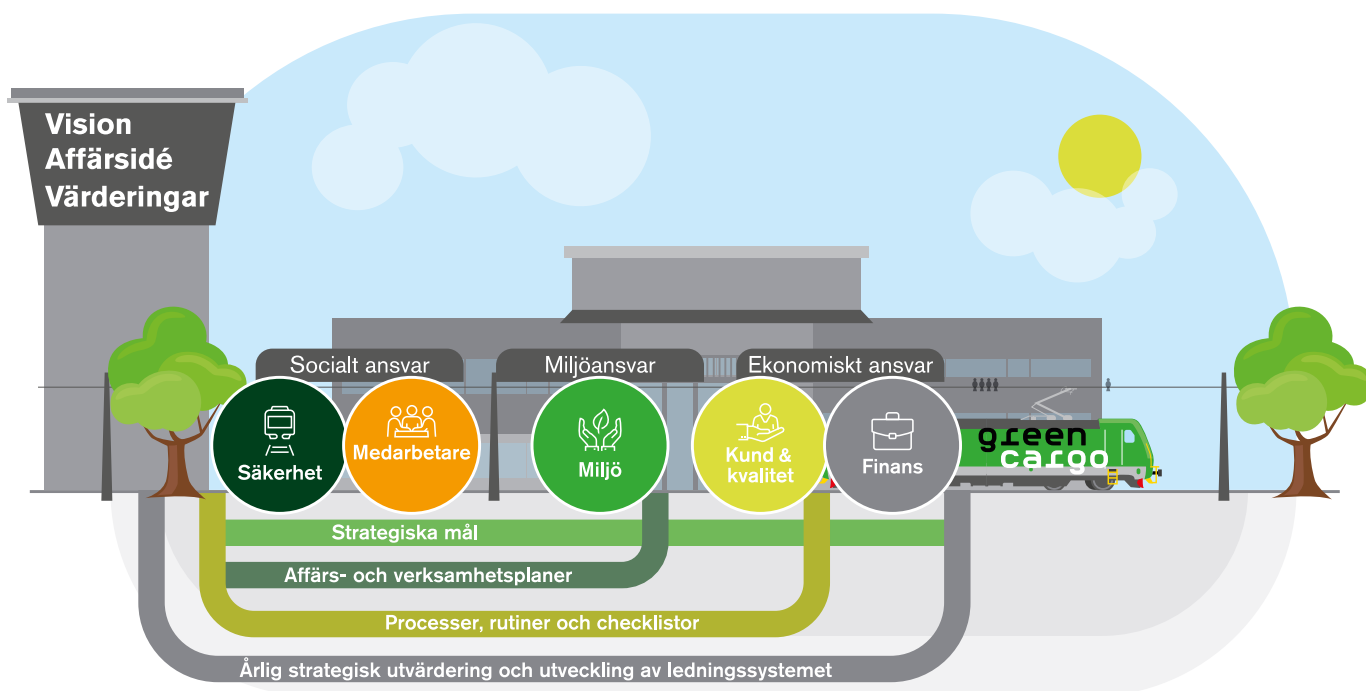 Vision
Affärsidé
Värderingar
Socialt ansvar
Miljöansvar
Ekonomiskt ansvar
Säkerhet
Medarbetare
Miljö
Kund &
kvalitet
Finans
green
cargo
Strategiska mål
Affärs- och verksamhetsplaner
Processer, rutiner och checklistor
Årlig strategisk utvärdering och utveckling av ledningssystemet